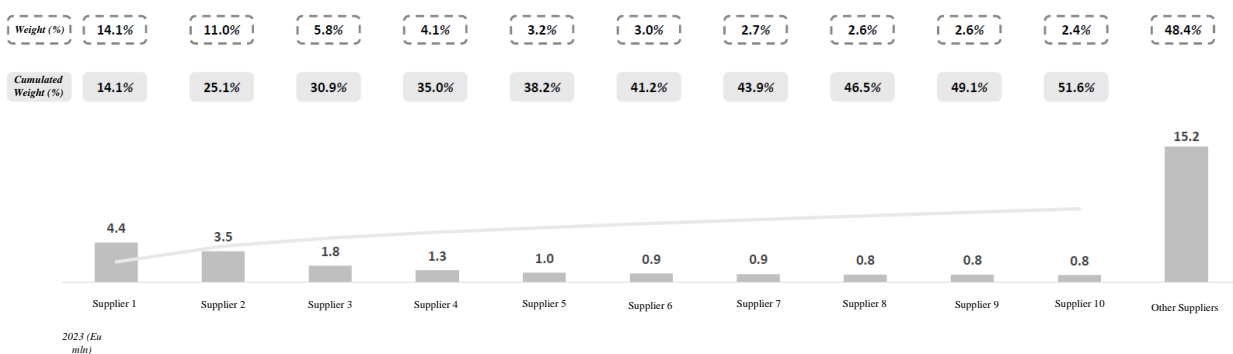 Weight (%) 14.1% 11.0% 5.8% 4.1% 3.2% 3.0% 2.7% 2.6% 2.6% 2.4% 48.4%
Cumulated
Weight (%) 14.1% 25.1% 30.9% 35.0% 38.2% 41.2% 43.9% 46.5% 49.1% 51.6%
4.4 3.5 1.8 1.3 1.0 0.9 0.9 0.8 0.8 0.8 15.2
Supplier 1 Supplier 2 Supplier 3 Supplier 4 Supplier 5 Supplier 6 Supplier 7 Supplier 8 Supplier 9 Supplier 10 Other Suppliers
2023 (Eu
mln)